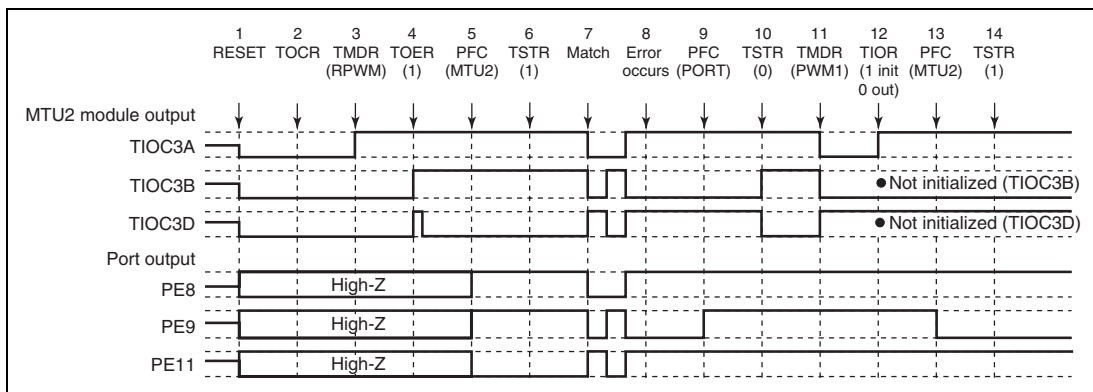 1 2 3 4 5 6 7 8 9 10 11 12 13 14
RESET TOCR TMDR TOER PFC TSTR Match Error PFC TSTR TMDR TIOR PFC TSTR
(RPWM) (1) (MTU2) (1) occurs (PORT) (0) (PWM1) (1 init (MTU2) (1)
0 out)
MTU2 module output
TIOC3A
TIOC3B ● Not initialized (TIOC3B)
TIOC3D ● Not initialized (TIOC3D)
Port output
PE8 High-Z
PE9 High-Z
PE11 High-Z